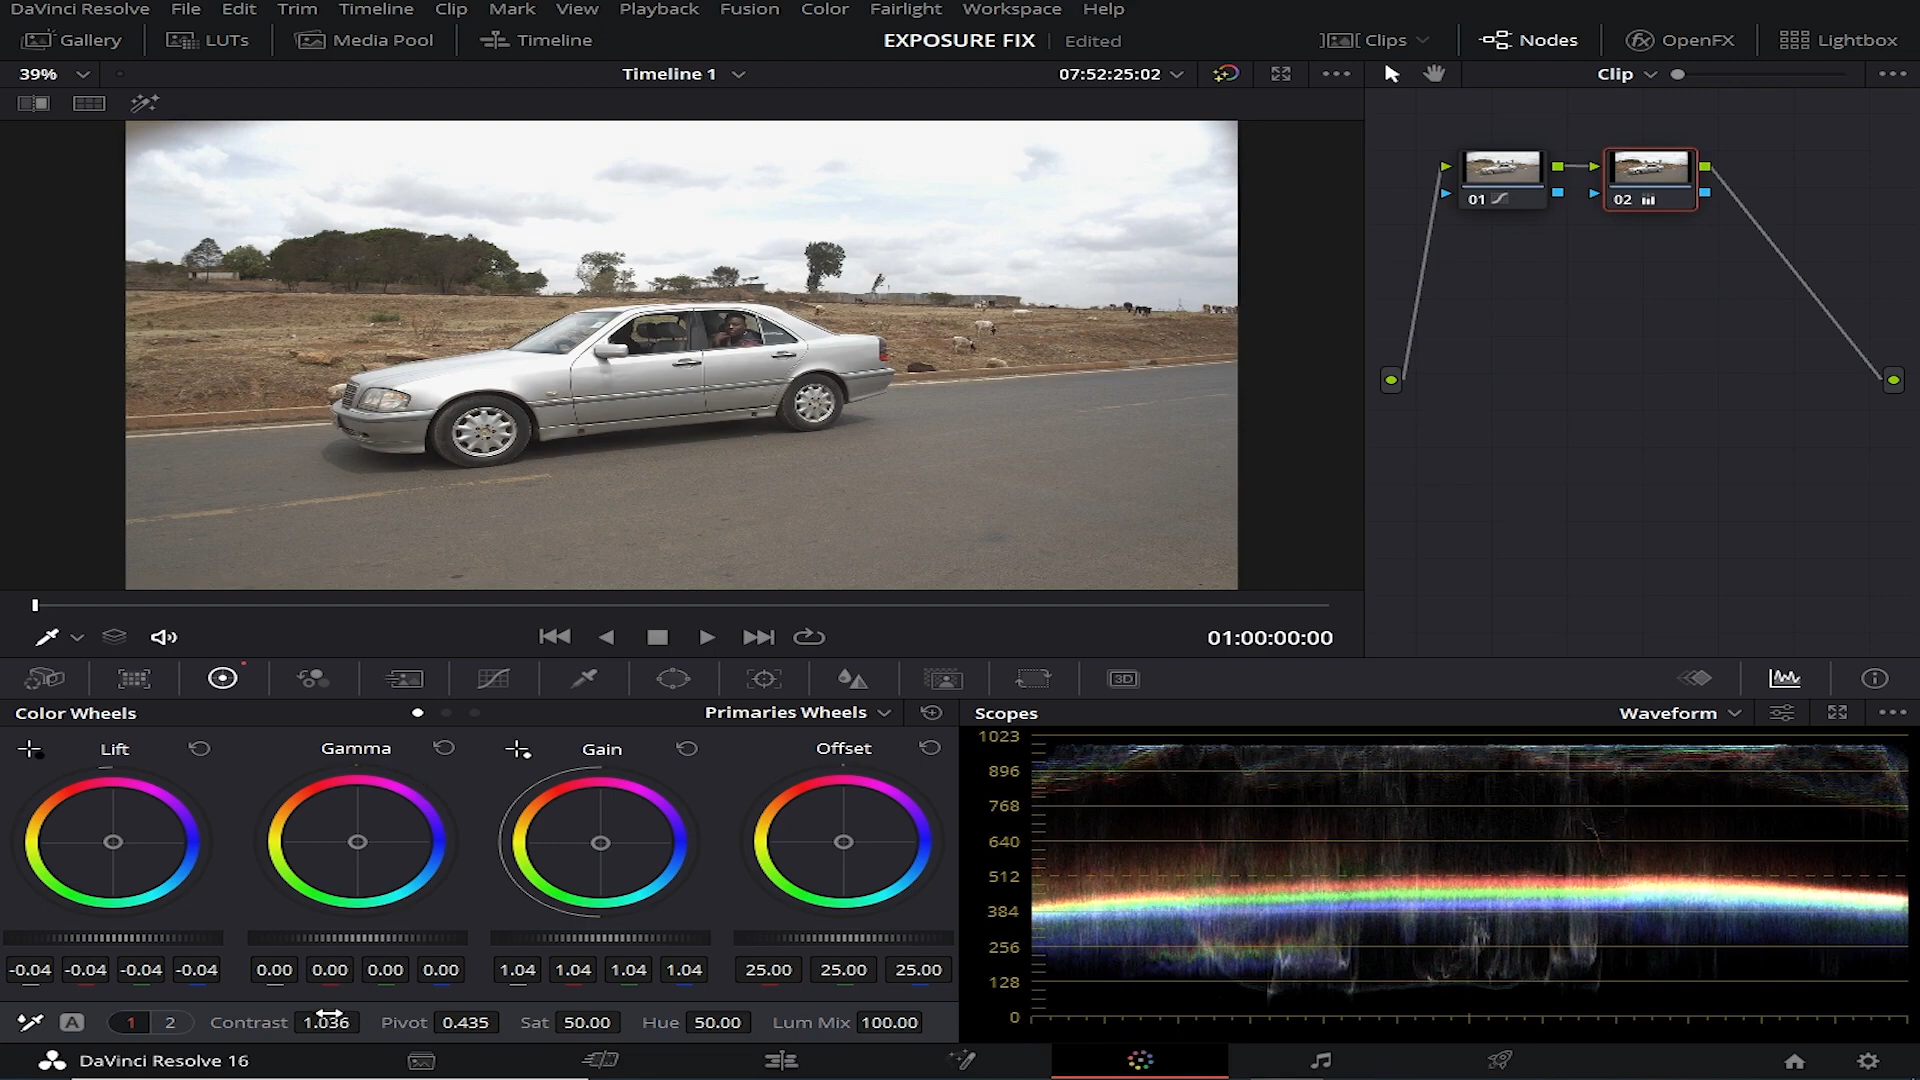 DaVinci Resolve File Edit Trim Timeline Clip Mark View Playback Fusion Color Fairlight Workspace Help
Gallery LUTs Media Pool Timeline EXPOSURE FIX Edited Clips Nodes OpenFX Lightbox
39% Timeline 1 07:52:25:02 Clip
01 02
01:00:00:00
3D
Color Wheels Primaries Wheels Scopes Waveform
Lift Gamma Gain Offset
1023
896
768
640
512
384
256
128
0
-0.04 -0.04 -0.04 -0.04 0.00 0.00 0.00 0.00 1.04 1.04 1.04 1.04 25.00 25.00 25.00
A 1 2 Contrast 1.036 Pivot 0.435 Sat 50.00 Hue 50.00 Lum Mix 100.00
DaVinci Resolve 16